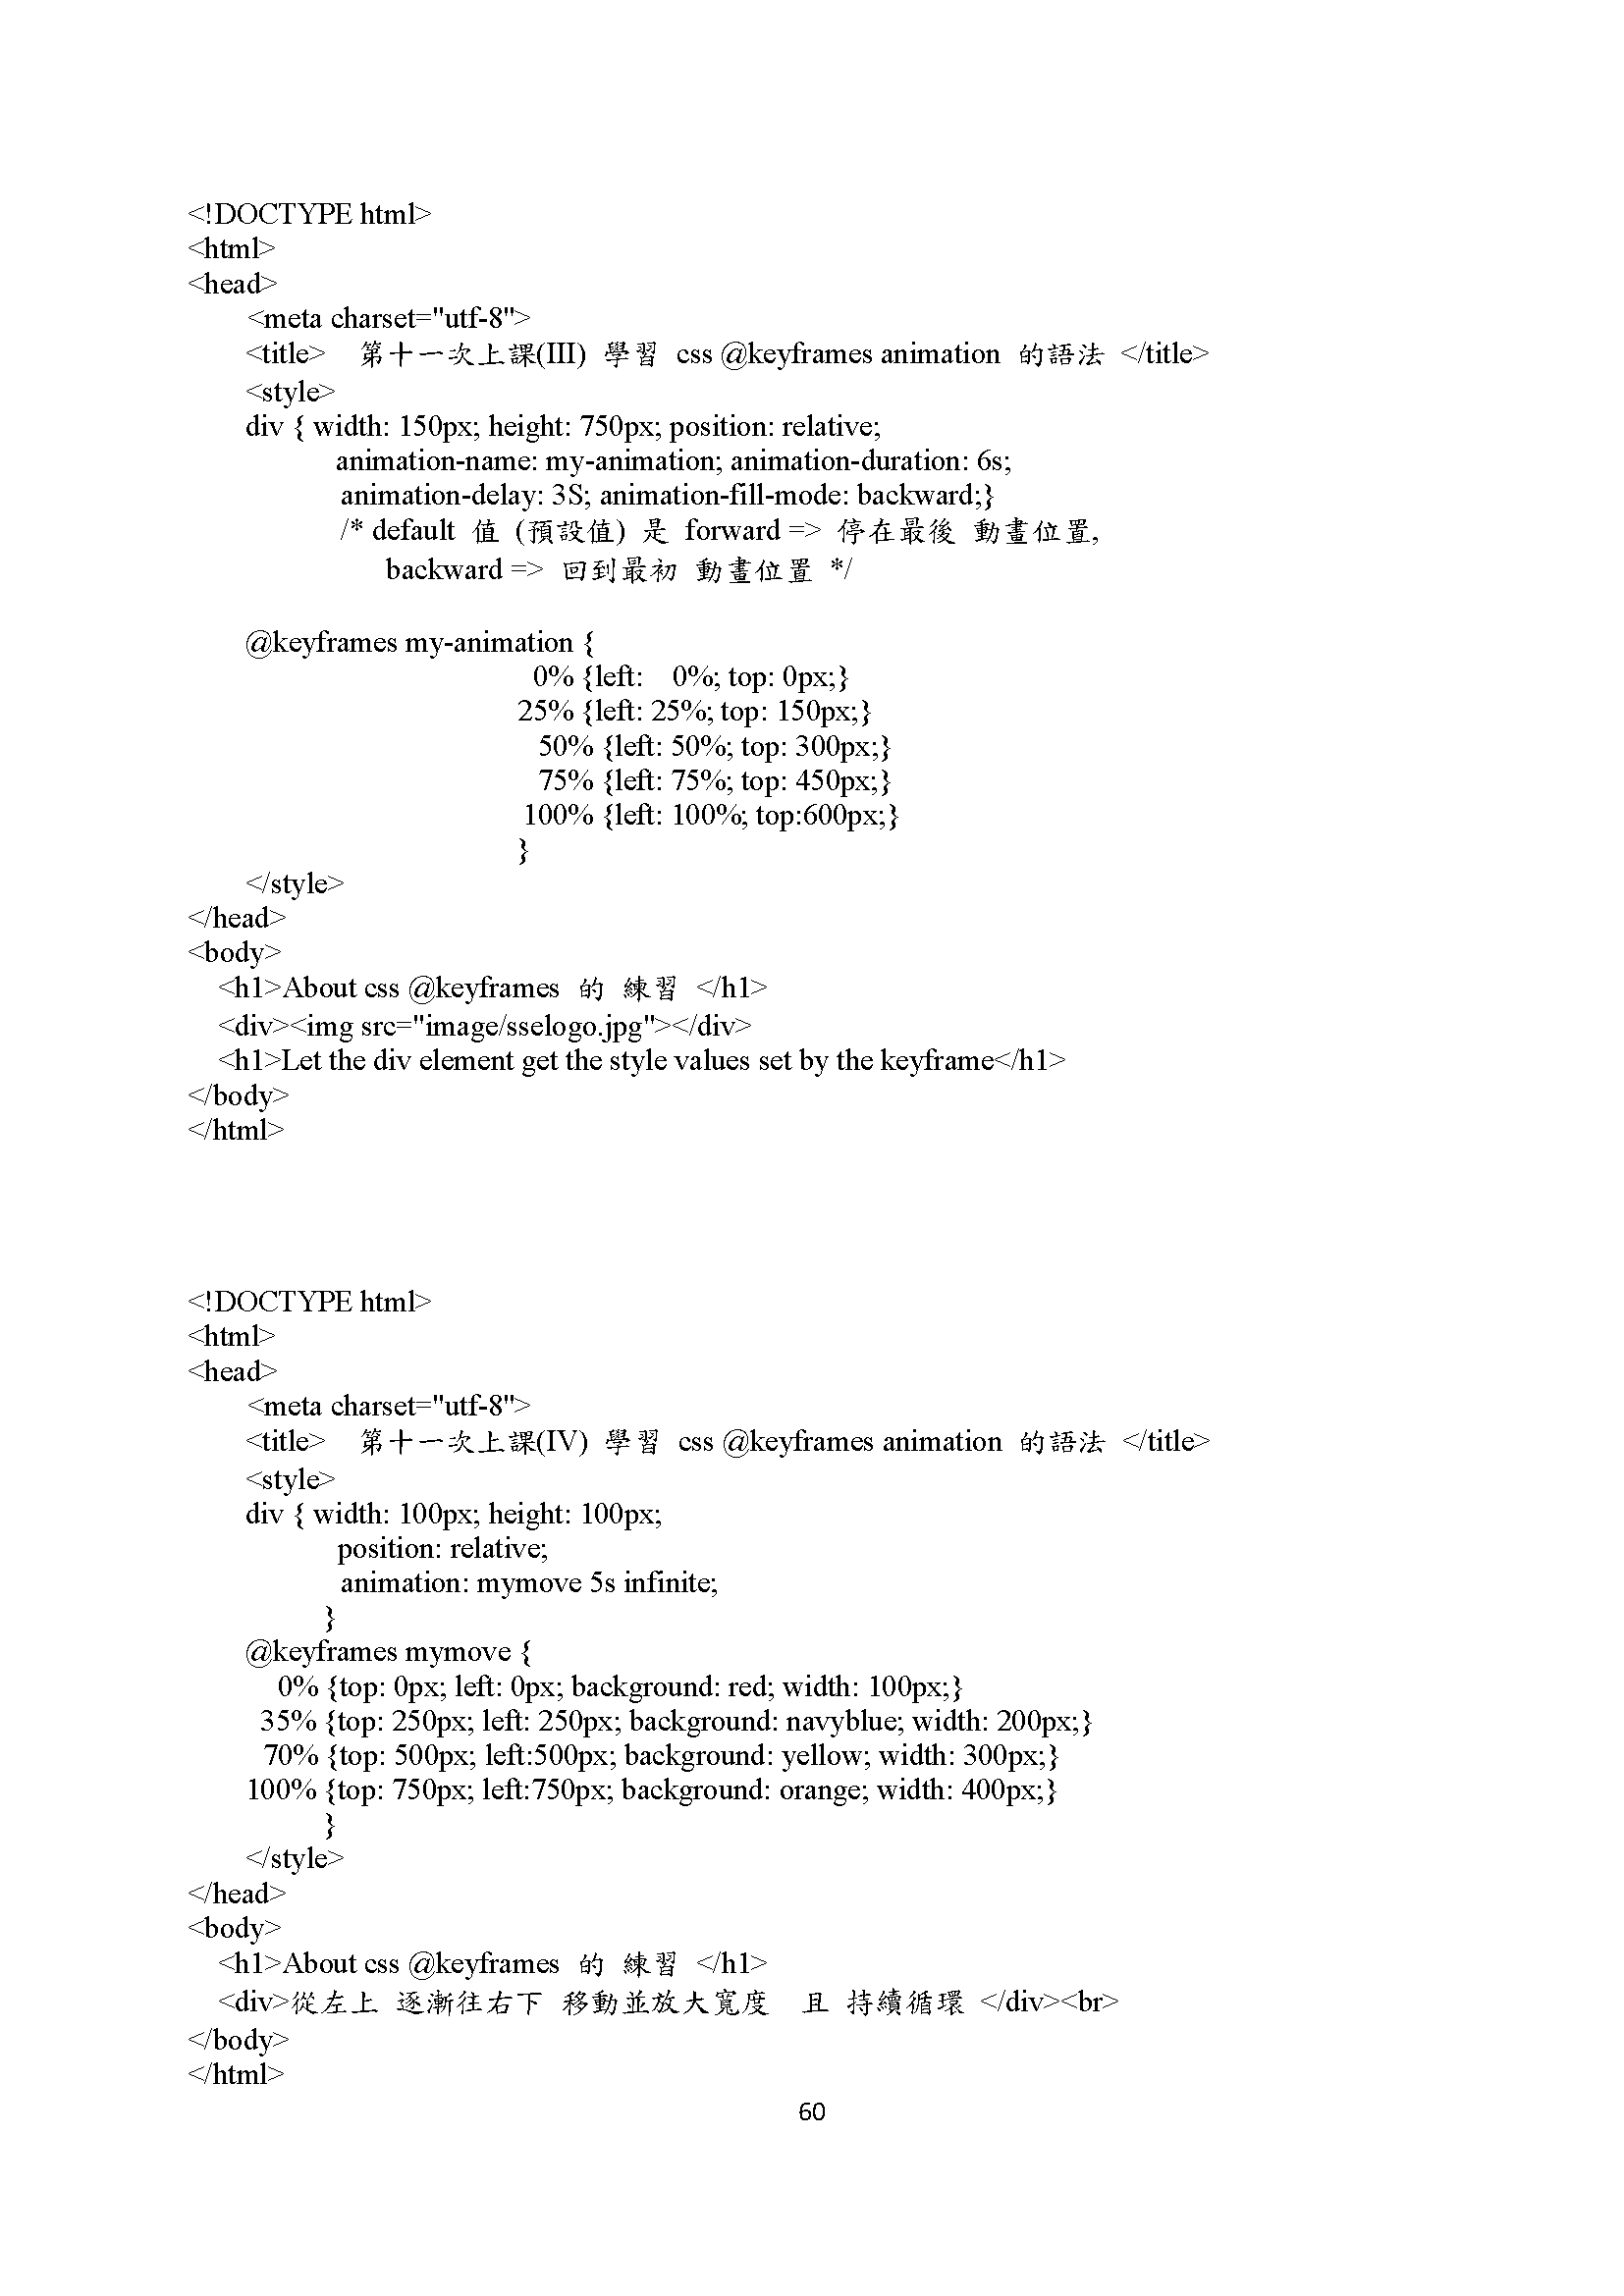 <!DOCTYPE html>
<html>
<head>
<meta charset="utf-8">
<title>  第十一次上課(III) 學習 css @keyframes animation 的語法 </title>
<style>
div { width: 150px; height: 750px; position: relative;
animation-name: my-animation; animation-duration: 6s;
animation-delay: 3S; animation-fill-mode: backward;}
/* default 值 (預設值) 是 forward => 停在最後 動畫位置,
backward => 回到最初 動畫位置 */
@keyframes my-animation {
0% {left:   0%; top: 0px;}
25% {left: 25%; top: 150px;}
50% {left: 50%; top: 300px;}
75% {left: 75%; top: 450px;}
100% {left: 100%; top:600px;}
}
</style>
</head>
<body>
<h1>About css @keyframes 的 練習 </h1>
<div><img src="image/sselogo.jpg"></div>
<h1>Let the div element get the style values set by the keyframe</h1>
</body>
</html>
<!DOCTYPE html>
<html>
<head>
<meta charset="utf-8">
<title>  第十一次上課(IV) 學習 css @keyframes animation 的語法 </title>
<style>
div { width: 100px; height: 100px;
position: relative;
animation: mymove 5s infinite;
}
@keyframes mymove {
0% {top: 0px; left: 0px; background: red; width: 100px;}
35% {top: 250px; left: 250px; background: navyblue; width: 200px;}
70% {top: 500px; left:500px; background: yellow; width: 300px;}
100% {top: 750px; left:750px; background: orange; width: 400px;}
}
</style>
</head>
<body>
<h1>About css @keyframes 的 練習 </h1>
<div>從左上 逐漸往右下 移動並放大寬度  且 持續循環 </div><br>
</body>
</html>
60